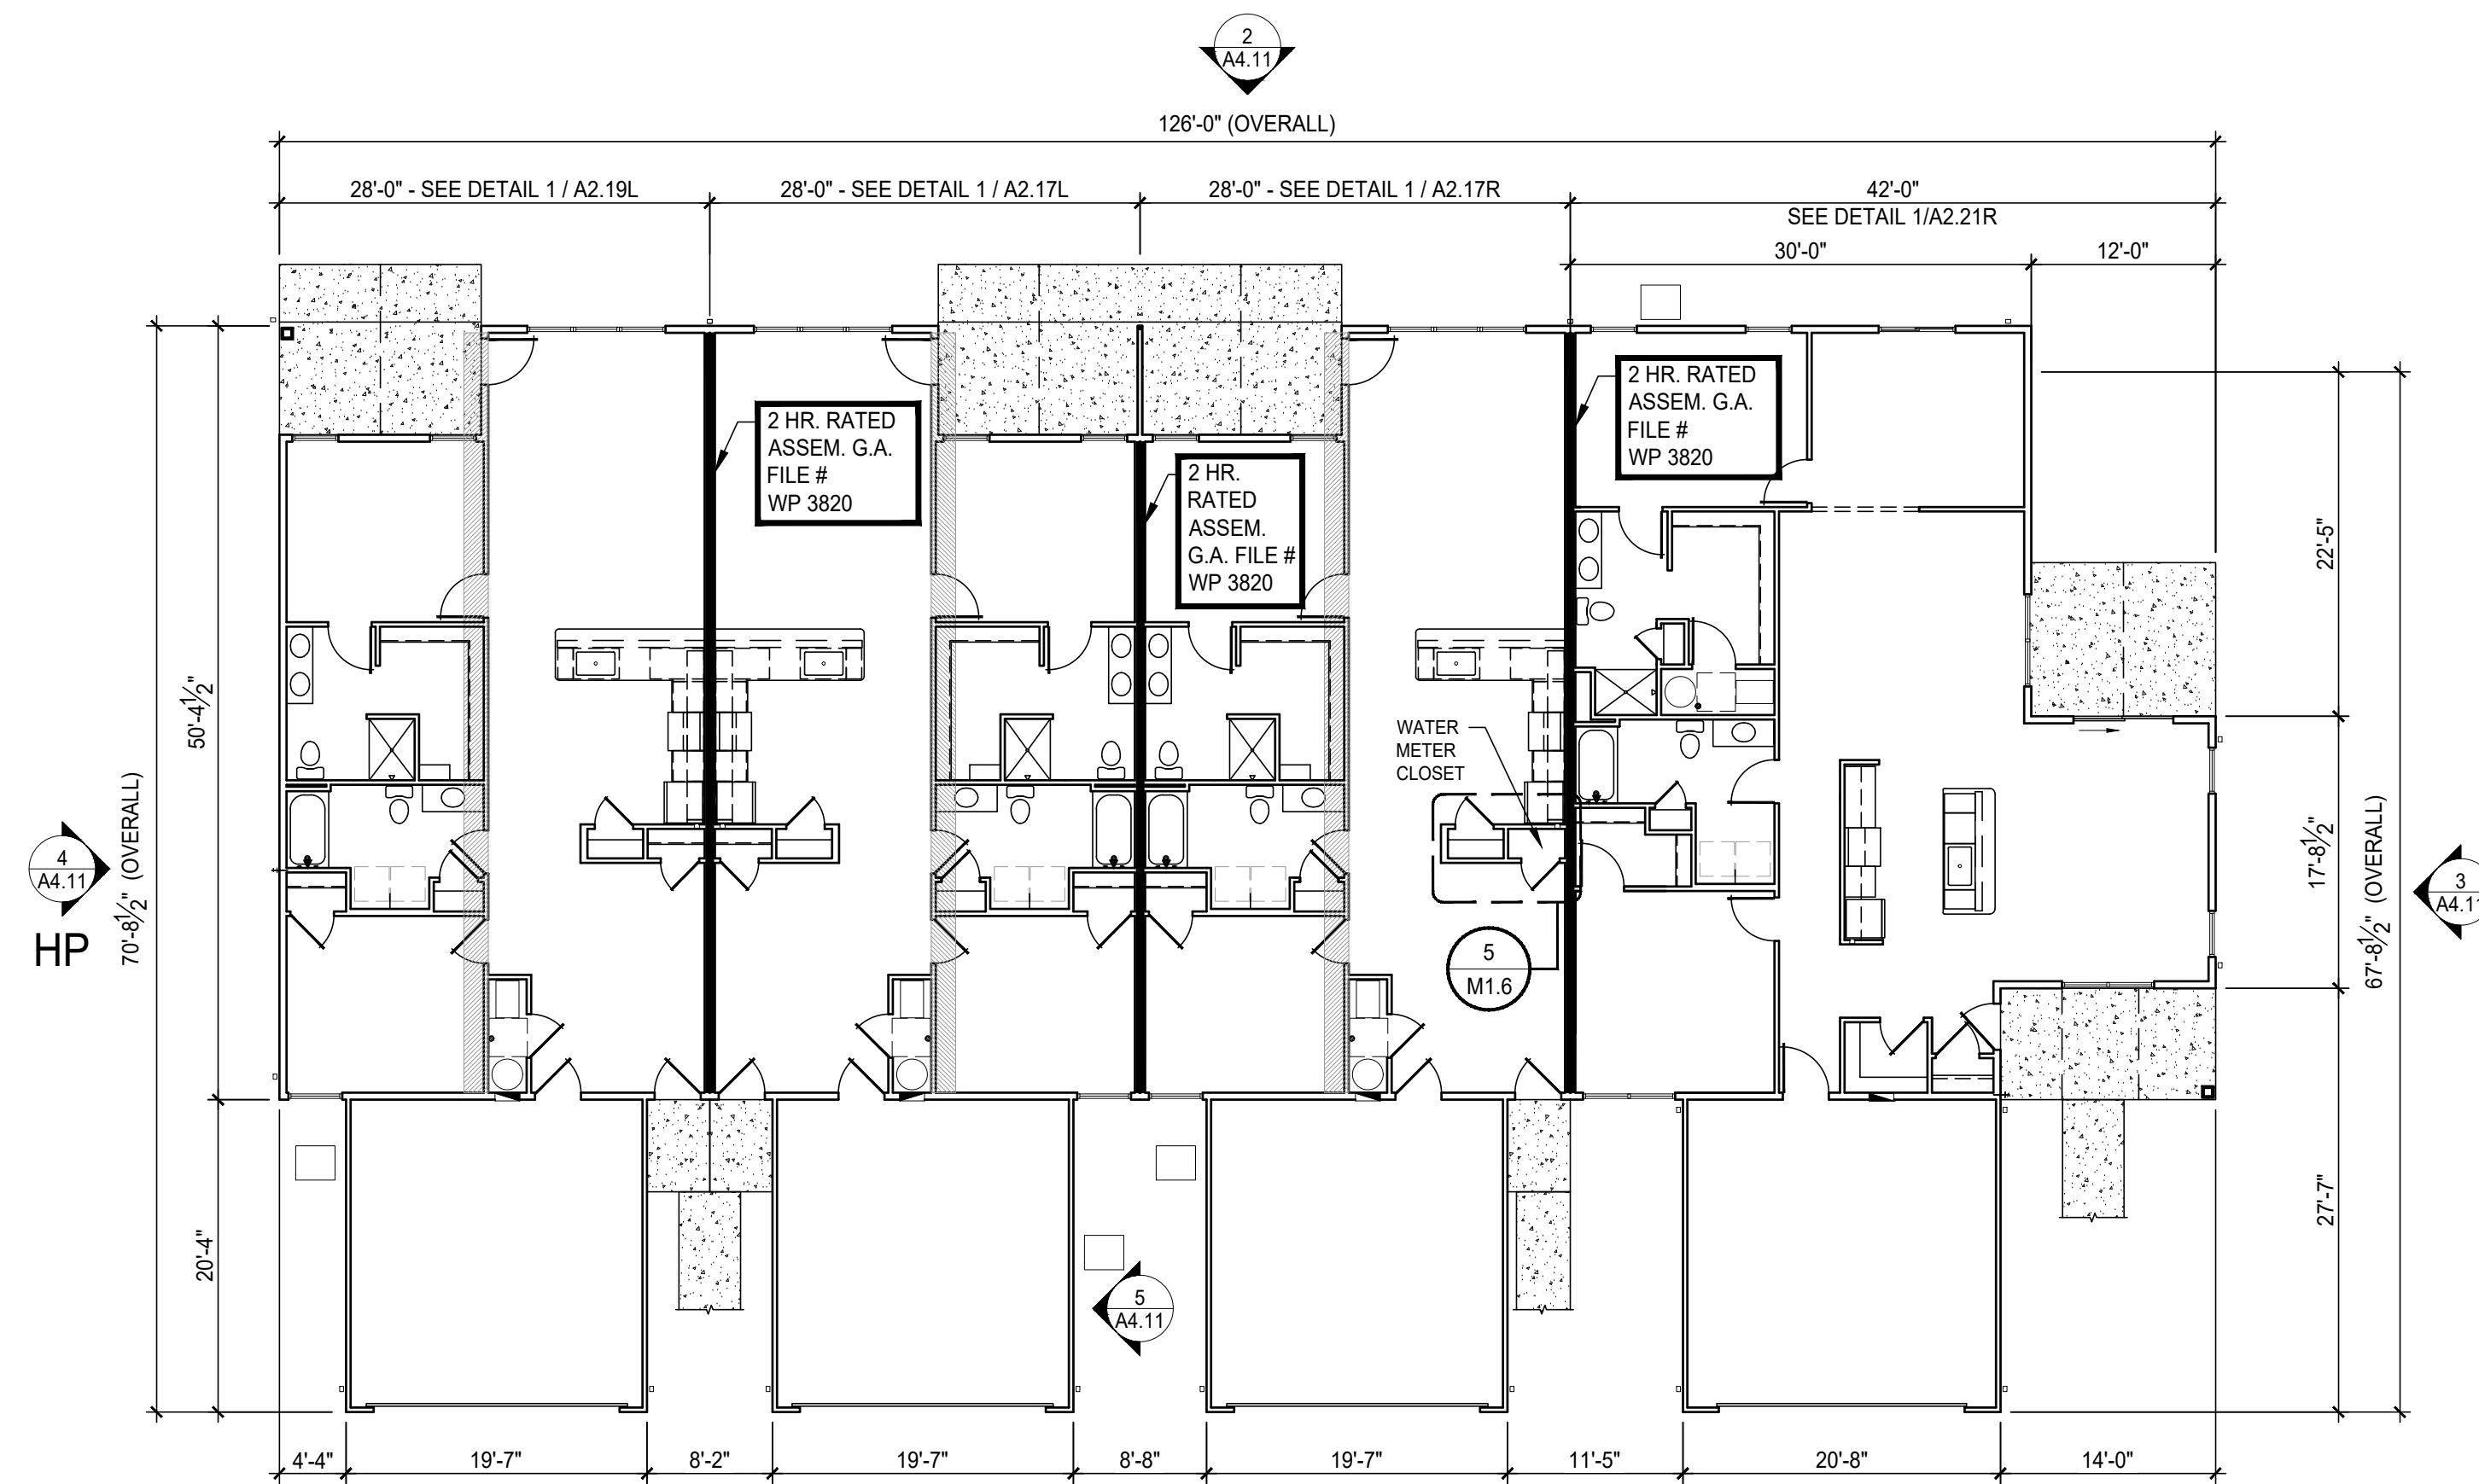 2
A4.11
126'-0" (OVERALL)
28'-0" - SEE DETAIL 1 / A2.19L
28'-0" - SEE DETAIL 1 / A2.17L
28'-0" - SEE DETAIL 1 / A2.17R
42'-0"
SEE DETAIL 1/A2.21R
30'-0"
12'-0"
2 HR. RATED
ASSEM. G.A.
FILE #
WP 3820
2 HR.
RATED
ASSEM.
G.A. FILE #
WP 3820
2 HR. RATED
ASSEM. G.A.
FILE #
WP 3820
50'-4½"
70'-8½" (OVERALL)
20'-4"
4
A4.11
HP
WATER
METER
CLOSET
5
M1.6
5
A4.11
22'-5"
17'-8½"
67'-8½" (OVERALL)
27'-7"
3
A4.11
4'-4"
19'-7"
8'-2"
19'-7"
8'-8"
19'-7"
11'-5"
20'-8"
14'-0"